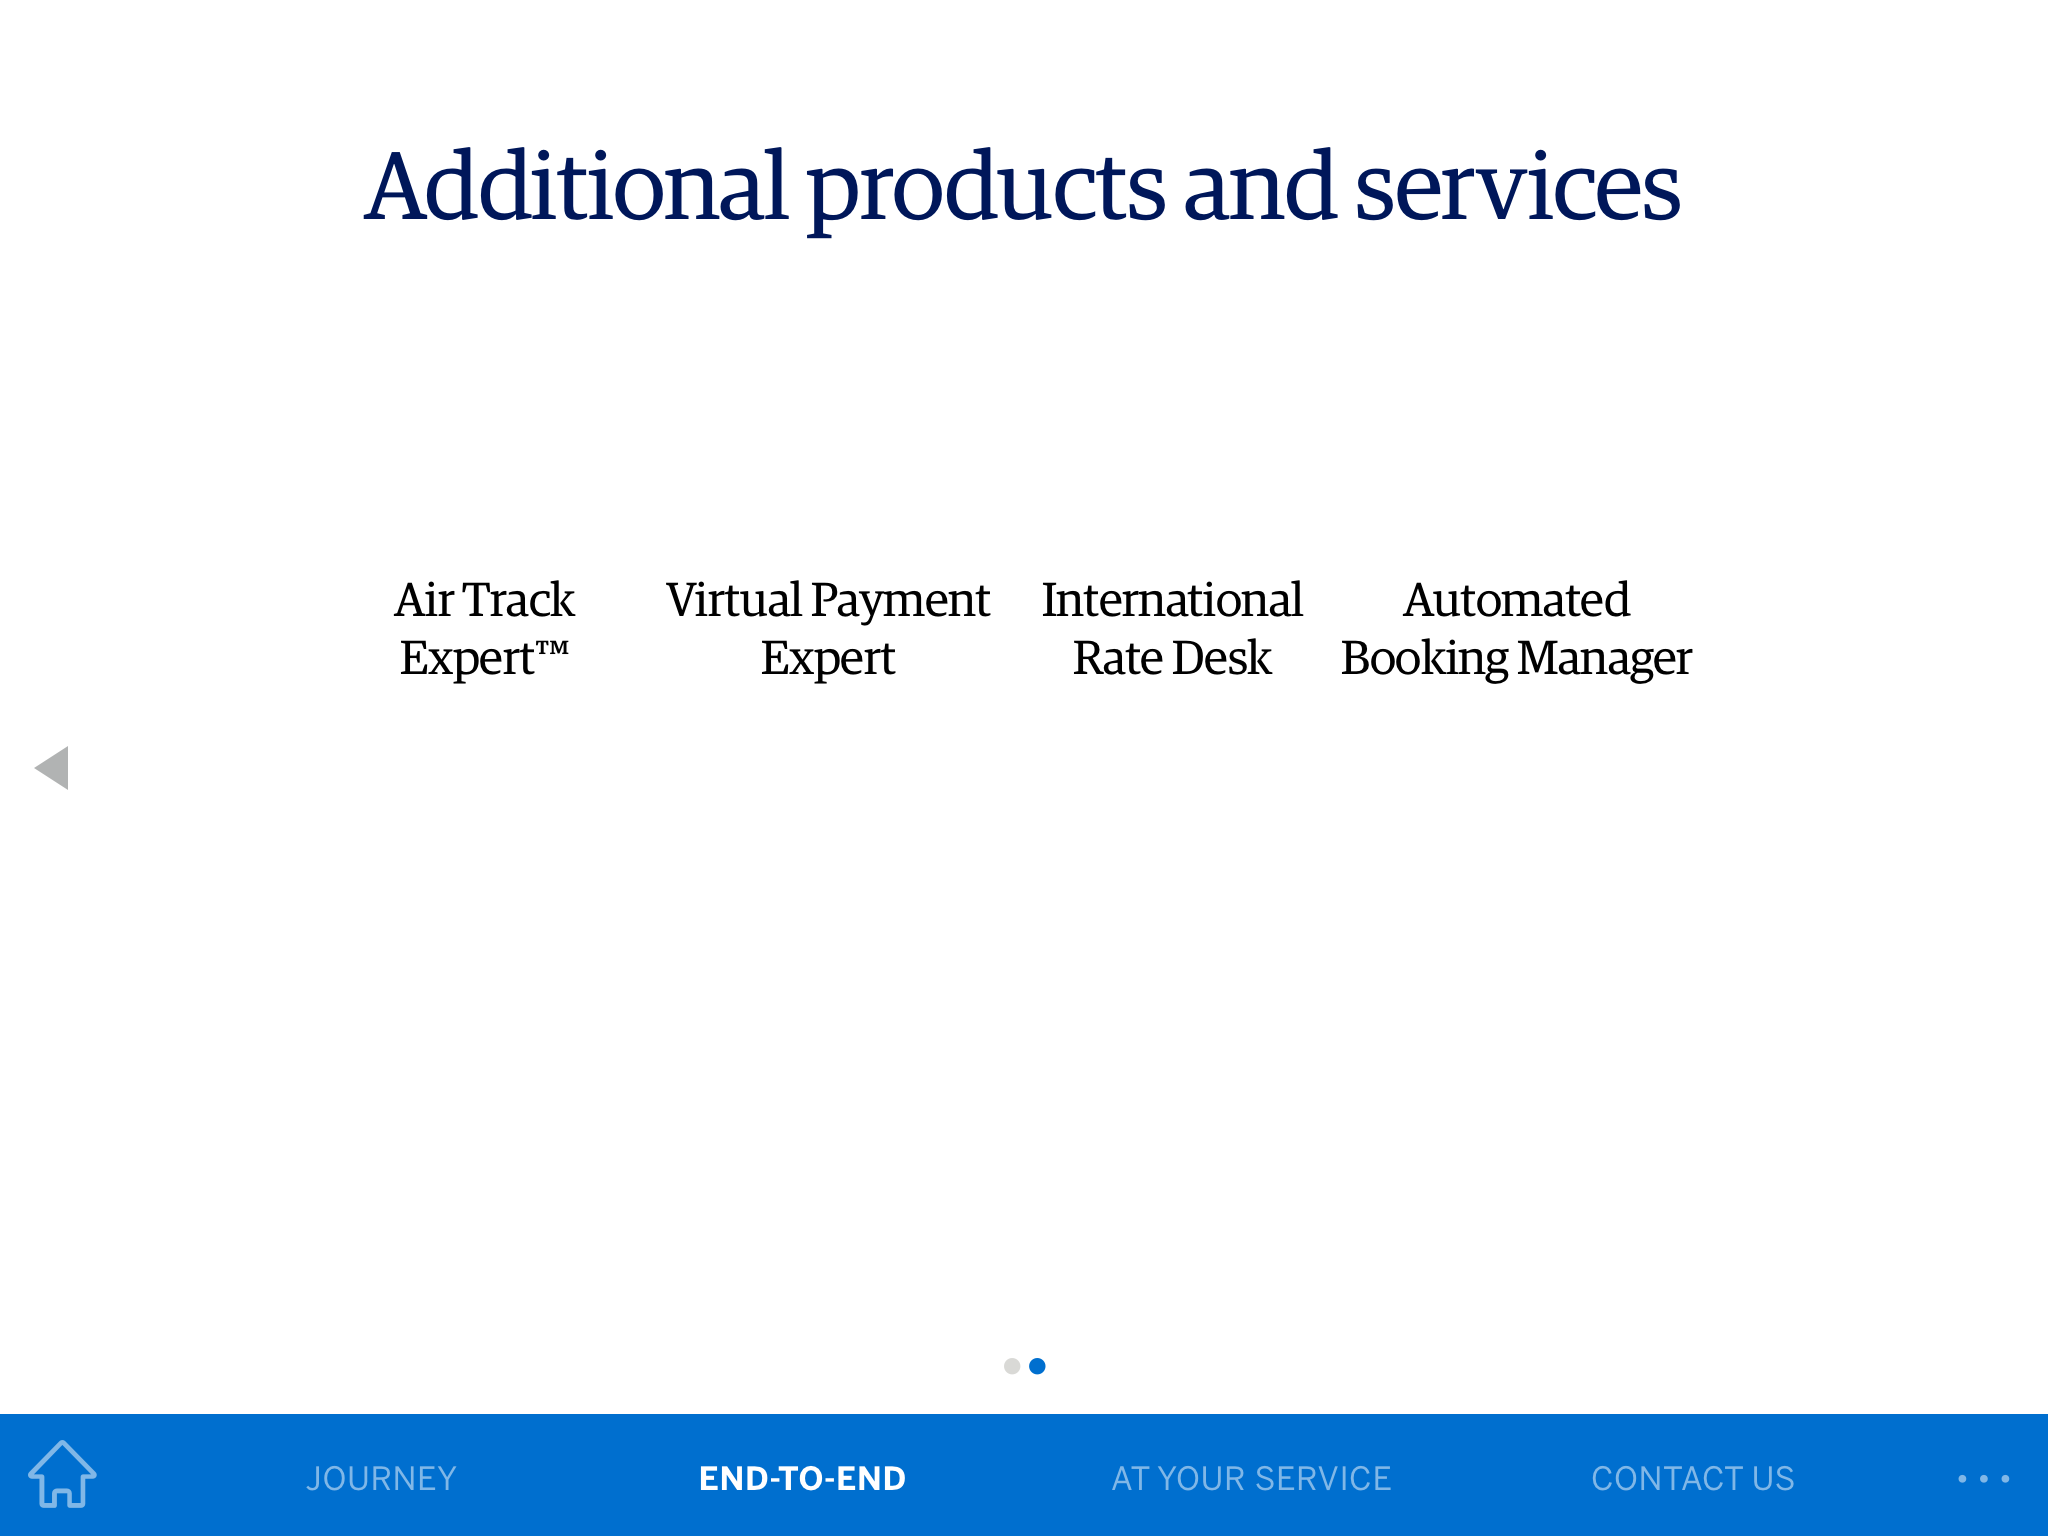 Additional products and services
Air Track
Expert™
Virtual Payment
Expert
International
Rate Desk
Automated
Booking Manager
JOURNEY
END-TO-END
AT YOUR SERVICE
CONTACT US